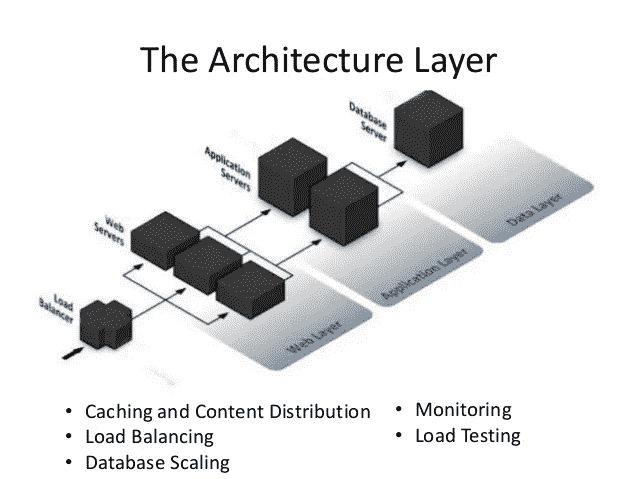 The Architecture Layer
Database
Server
Application
Servers
Web
Servers
Load
Balancer
Data Layer
Application Layer
Web Layer
• Caching and Content Distribution
• Load Balancing
• Database Scaling
• Monitoring
• Load Testing